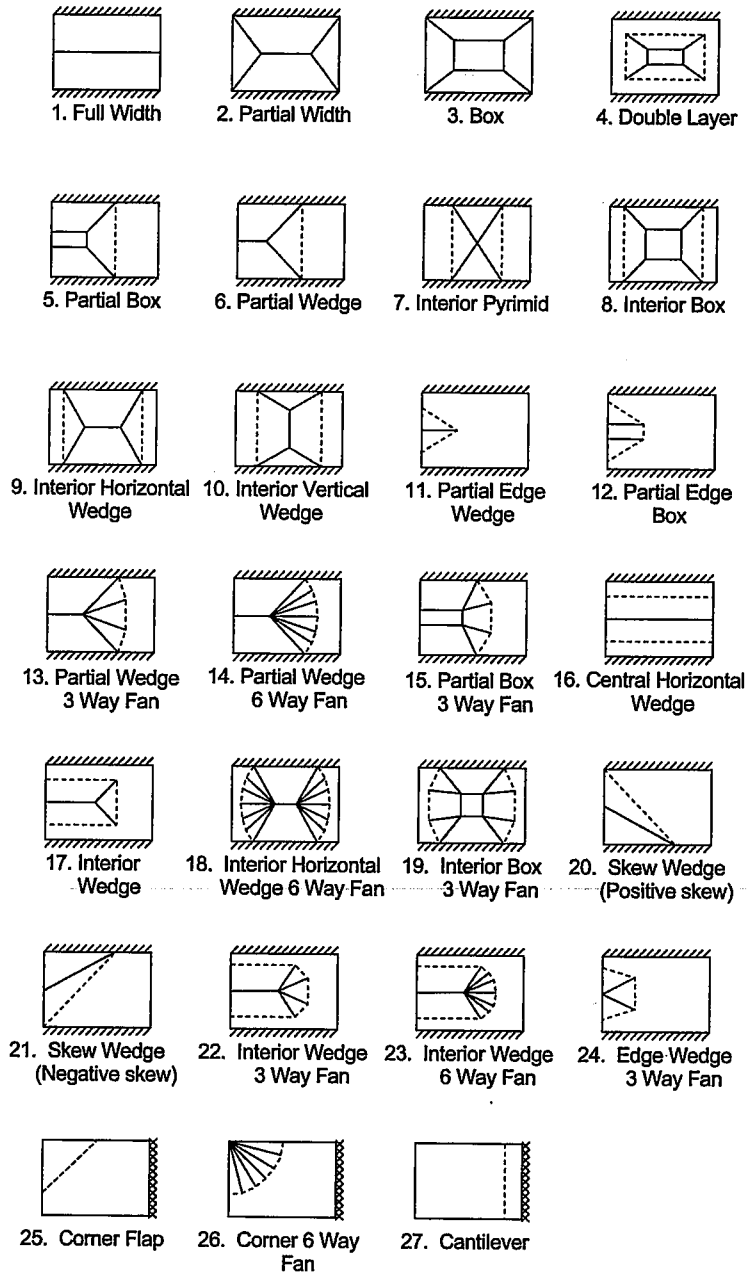 1. Full Width
2. Partial Width
3. Box
4. Double Layer
5. Partial Box
6. Partial Wedge
7. Interior Pyrimid
8. Interior Box
9. Interior Horizontal
Wedge
10. Interior Vertical
Wedge
11. Partial Edge
Wedge
12. Partial Edge
Box
13. Partial Wedge
3 Way Fan
14. Partial Wedge
6 Way Fan
15. Partial Box
3 Way Fan
16. Central Horizontal
Wedge
17. Interior
Wedge
18. Interior Horizontal
Wedge 6 Way Fan
19. Interior Box
3 Way Fan
20. Skew Wedge
(Positive skew)
21. Skew Wedge
(Negative skew)
22. Interior Wedge
3 Way Fan
23. Interior Wedge
6 Way Fan
24. Edge Wedge
3 Way Fan
25. Corner Flap
26. Corner 6 Way
Fan
27. Cantilever